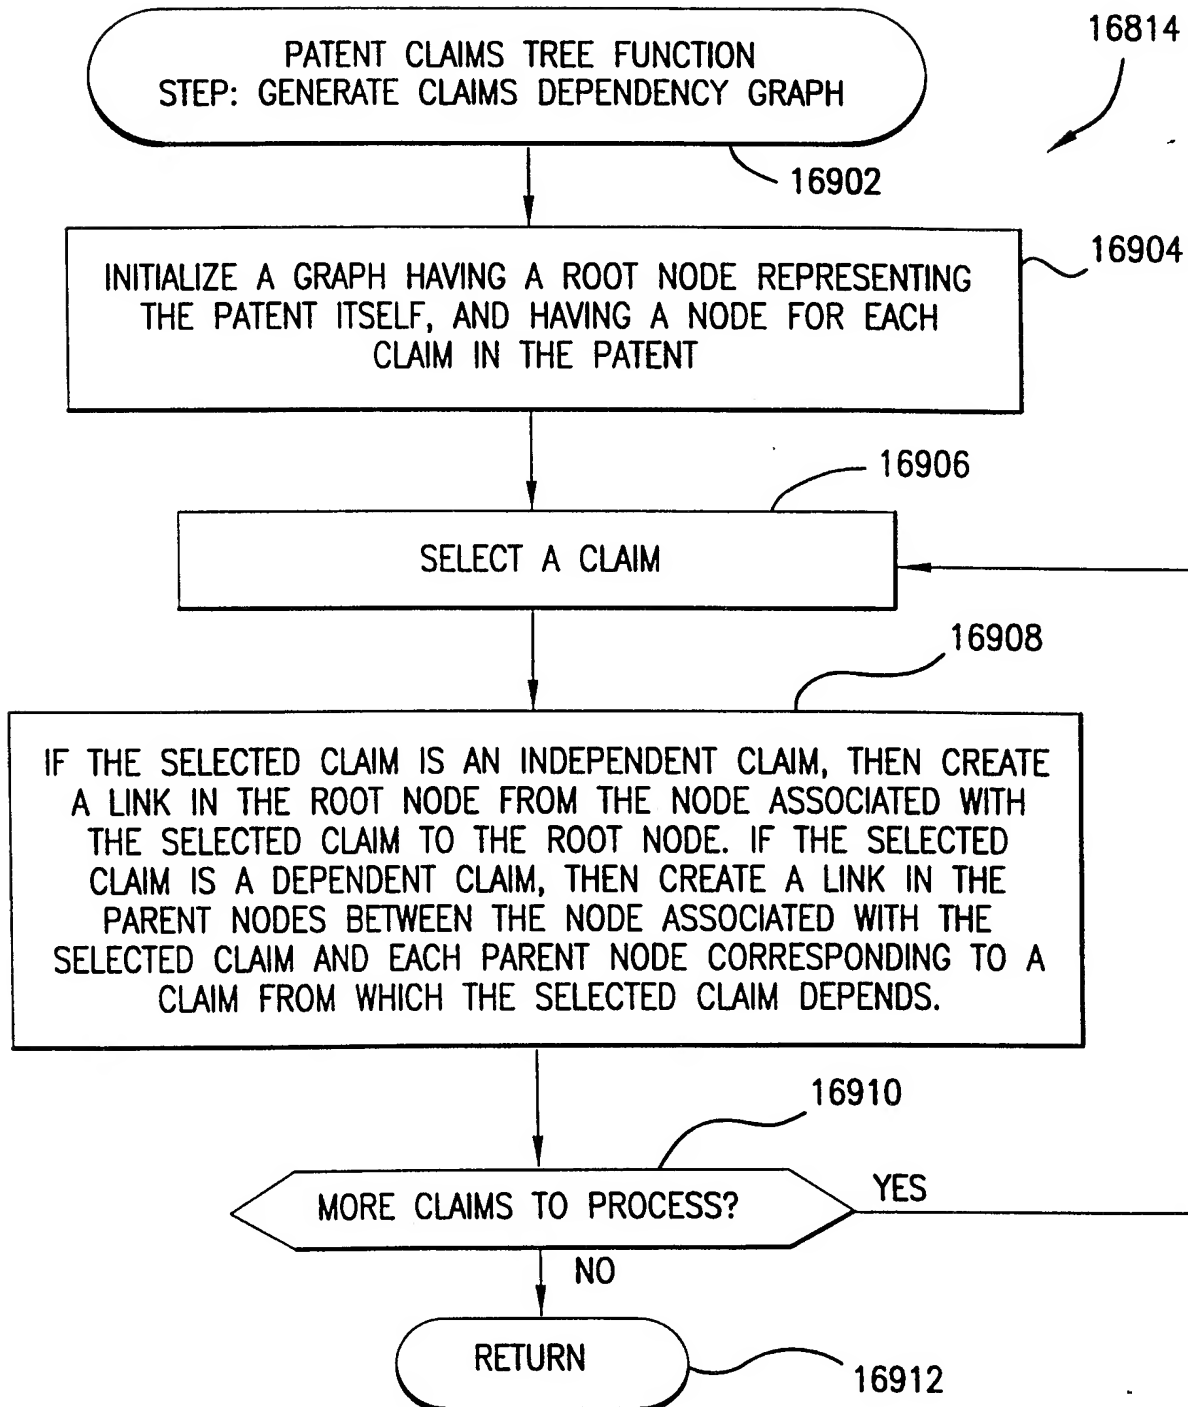 16814
PATENT CLAIMS TREE FUNCTION
STEP: GENERATE CLAIMS DEPENDENCY GRAPH
16902
16904
INITIALIZE A GRAPH HAVING A ROOT NODE REPRESENTING
THE PATENT ITSELF, AND HAVING A NODE FOR EACH
CLAIM IN THE PATENT
16906
SELECT A CLAIM
16908
IF THE SELECTED CLAIM IS AN INDEPENDENT CLAIM, THEN CREATE
A LINK IN THE ROOT NODE FROM THE NODE ASSOCIATED WITH
THE SELECTED CLAIM TO THE ROOT NODE. IF THE SELECTED
CLAIM IS A DEPENDENT CLAIM, THEN CREATE A LINK IN THE
PARENT NODES BETWEEN THE NODE ASSOCIATED WITH THE
SELECTED CLAIM AND EACH PARENT NODE CORRESPONDING TO A
CLAIM FROM WHICH THE SELECTED CLAIM DEPENDS.
16910
MORE CLAIMS TO PROCESS?
YES
NO
RETURN
16912